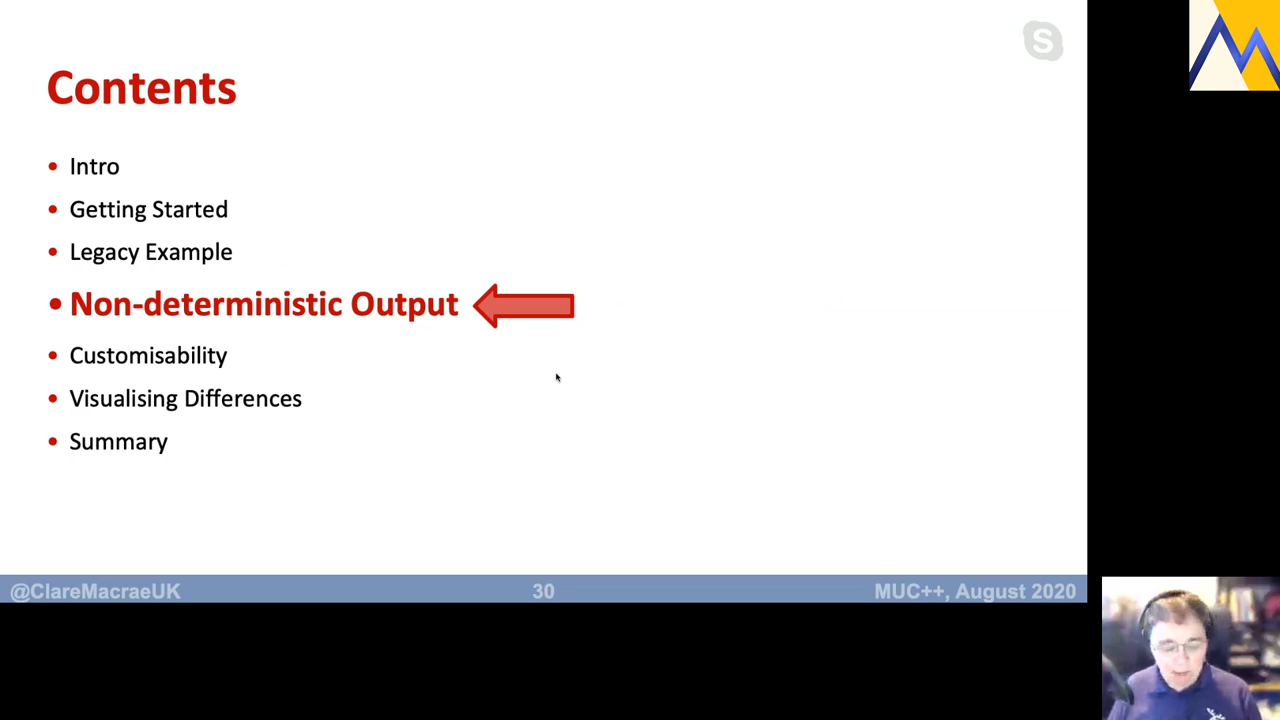 Contents
• Intro
• Getting Started
• Legacy Example
• Non-deterministic Output
• Customisability
• Visualising Differences
• Summary
@ClareMacraeUK
30
MUC++, August 2020